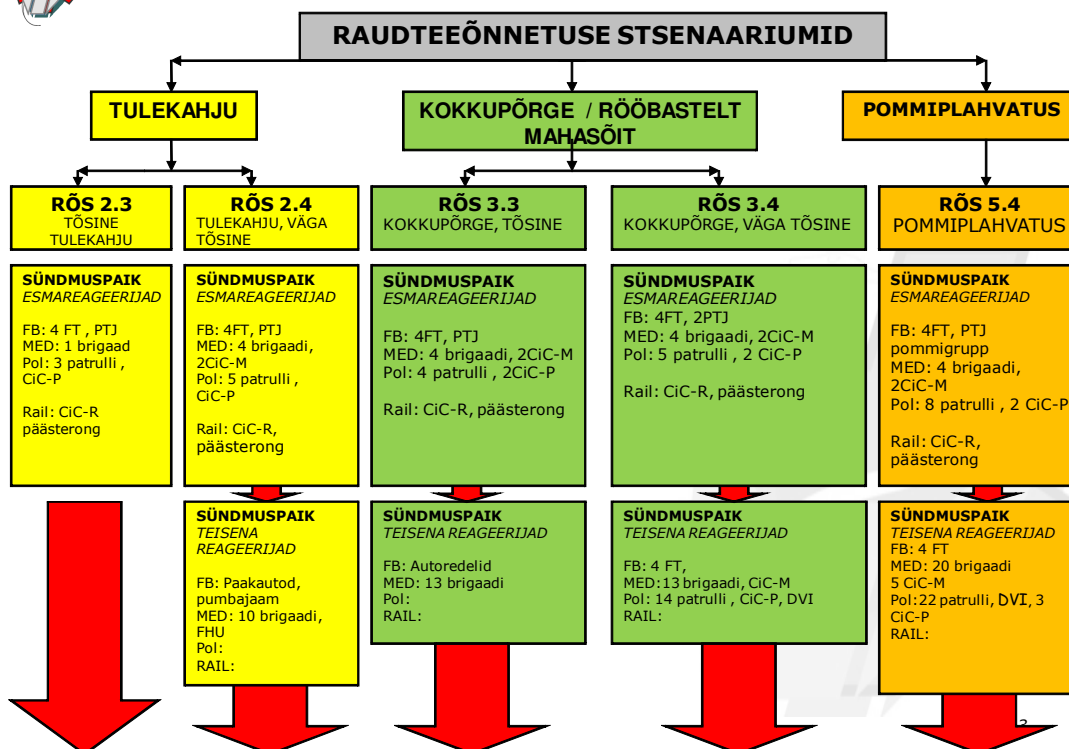 RAUDTEEÕNNETUSE STSENAARIUMID
TULEKAHJU
KOKKUPÕRGE / RÖÖBASTELT
MAHASÕIT
POMMIPLAHVATUS
RÕS 2.3
TÕSINE
TULEKAHJU
RÕS 2.4
TULEKAHJU, VÄGA
TÕSINE
RÕS 3.3
KOKKUPÕRGE, TÕSINE
RÕS 3.4
KOKKUPÕRGE, VÄGA TÕSINE
RÕS 5.4
POMMIPLAHVATUS
SÜNDMUSPAIK
ESMAREAGEERIJAD
FB: 4 FT , PTJ
MED: 1 brigaad
Pol: 3 patrulli ,
CiC-P
Rail: CiC-R
päästerong
SÜNDMUSPAIK
ESMAREAGEERIJAD
FB: 4FT, PTJ
MED: 4 brigaadi,
2CiC-M
Pol: 5 patrulli ,
CiC-P
Rail: CiC-R,
päästerong
SÜNDMUSPAIK
ESMAREAGEERIJAD
FB: 4FT, PTJ
MED: 4 brigaadi, 2CiC-M
Pol: 4 patrulli , 2CiC-P
Rail: CiC-R, päästerong
SÜNDMUSPAIK
ESMAREAGEERIJAD
FB: 4FT, 2PTJ
MED: 4 brigaadi, 2CiC-M
Pol: 5 patrulli , 2 CiC-P
Rail: CiC-R, päästerong
SÜNDMUSPAIK
ESMAREAGEERIJAD
FB: 4FT, PTJ
pommigrupp
MED: 4 brigaadi,
2CiC-M
Pol: 8 patrulli , 2 CiC-P
Rail: CiC-R,
päästerong
SÜNDMUSPAIK
TEISENA
REAGEERIJAD
FB: Paakautod,
pumbajaam
MED: 10 brigaadi,
FHU
Pol:
RAIL:
SÜNDMUSPAIK
TEISENA REAGEERIJAD
FB: Autoredelid
MED: 13 brigaadi
Pol:
RAIL:
SÜNDMUSPAIK
TEISENA REAGEERIJAD
FB: 4 FT,
MED:13 brigaadi, CiC-M
Pol: 14 patrulli , CiC-P, DVI
RAIL:
SÜNDMUSPAIK
TEISENA REAGEERIJAD
FB: 4 FT
MED: 20 brigaadi
5 CiC-M
Pol:22 patrulli, DVI, 3
CiC-P
RAIL: